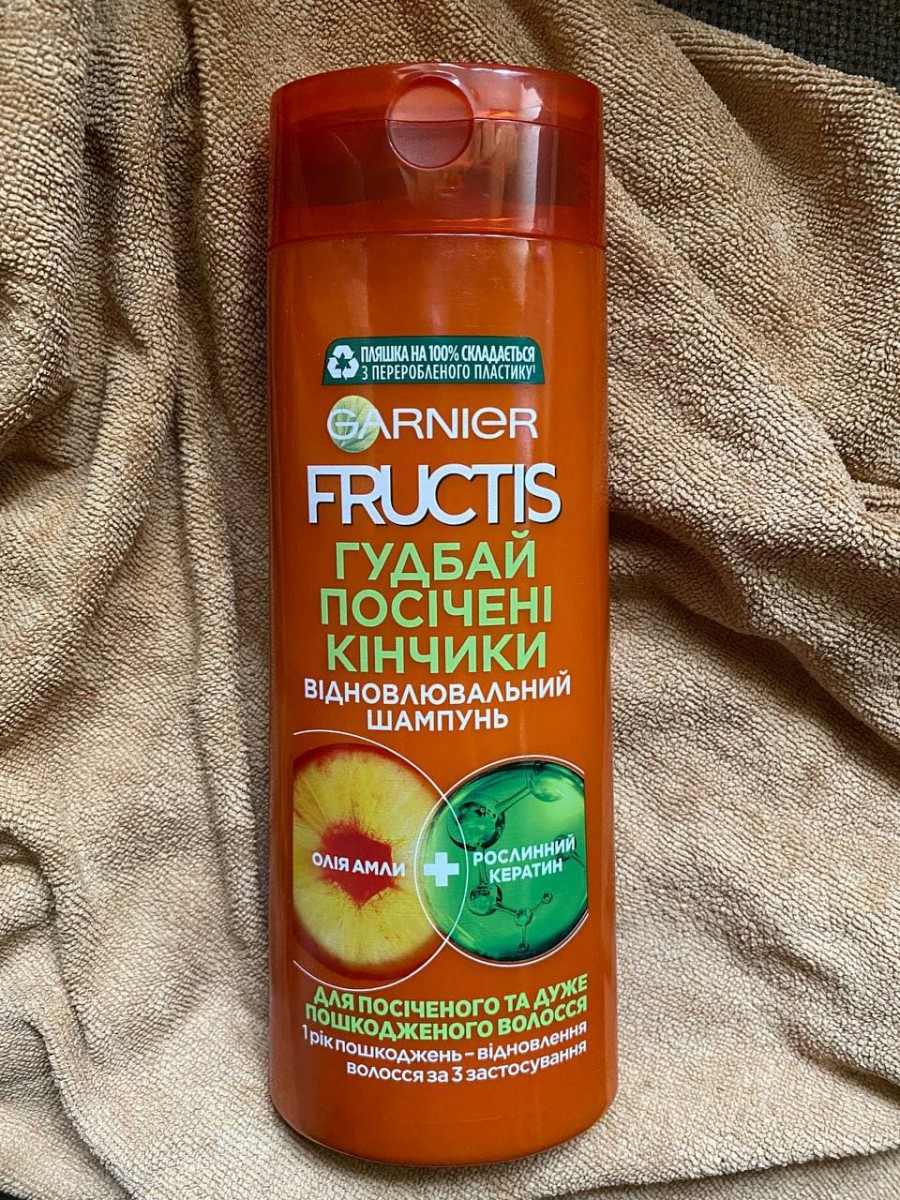 ПЛЯШКА НА 100% СКЛАДАЄТЬСЯ
З ПЕРЕРОБЛЕНОГО ПЛАСТИКУ¹
GARNIER
FRUCTIS
ГУДБАЙ
ПОСІЧЕНІ
КІНЧИКИ
ВІДНОВЛЮВАЛЬНИЙ
ШАМПУНЬ
ОЛІЯ АМЛИ
+
РОСЛИННИЙ
КЕРАТИН
ДЛЯ ПОСІЧЕНОГО ТА ДУЖЕ
ПОШКОДЖЕНОГО ВОЛОССЯ
1 рік пошкоджень – відновлення
волосся за 3 застосування